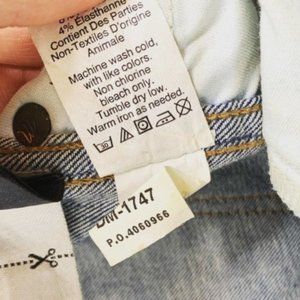 4% Elasthanne
Contient Des Parties
Non-Textiles D'origine
Animale
Machine wash cold,
with like colors.
Non chlorine
bleach only.
Tumble dry low.
Warm iron as needed.
30
DM-1747
P.O.4060966